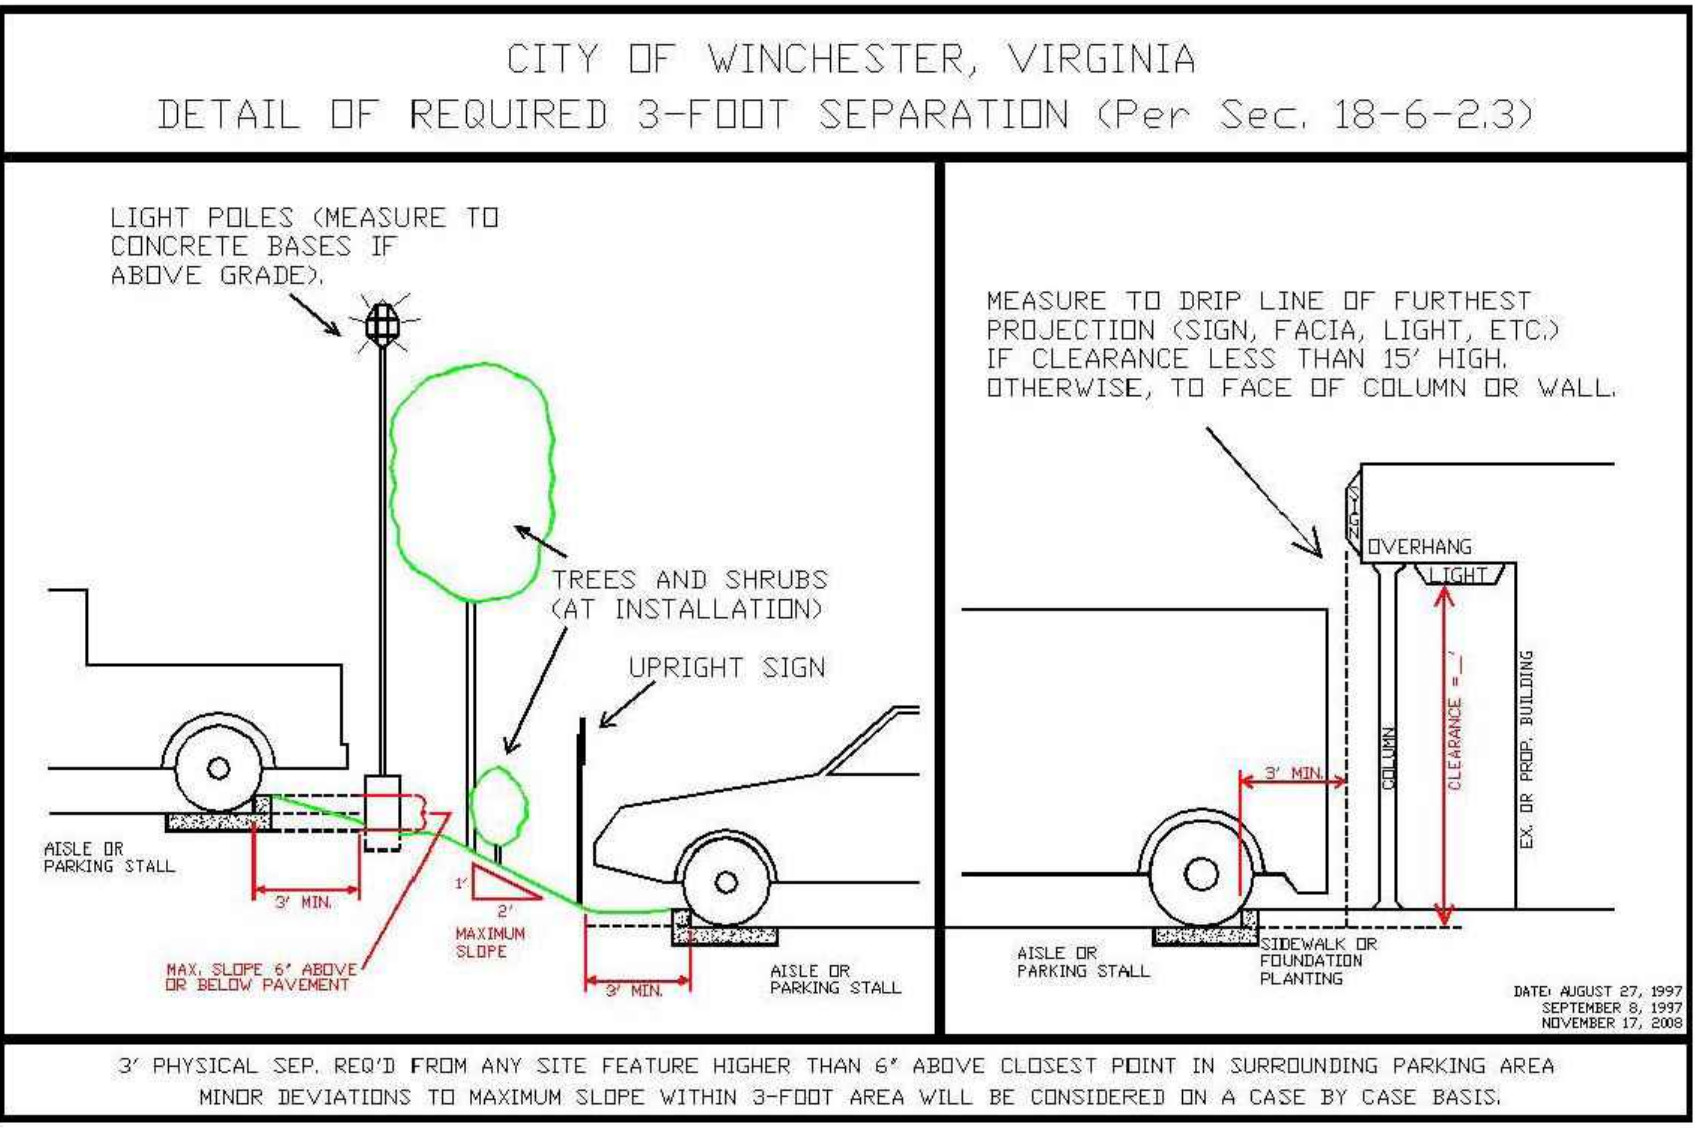 CITY OF WINCHESTER, VIRGINIA
DETAIL OF REQUIRED 3-FOOT SEPARATION (Per Sec. 18-6-2.3)
LIGHT POLES (MEASURE TO
CONCRETE BASES IF
ABOVE GRADE).
TREES AND SHRUBS
(AT INSTALLATION)
UPRIGHT SIGN
AISLE OR
PARKING STALL
3' MIN.
1'
2'
MAXIMUM
SLOPE
MAX. SLOPE 6" ABOVE
OR BELOW PAVEMENT
3' MIN.
AISLE OR
PARKING STALL
MEASURE TO DRIP LINE OF FURTHEST
PROJECTION (SIGN, FACIA, LIGHT, ETC.)
IF CLEARANCE LESS THAN 15' HIGH.
OTHERWISE, TO FACE OF COLUMN OR WALL.
SIGN
OVERHANG
LIGHT
3' MIN.
COLUMN
CLEARANCE =__'
EX. OR PROP. BUILDING
AISLE OR
PARKING STALL
SIDEWALK OR
FOUNDATION
PLANTING
DATE: AUGUST 27, 1997
SEPTEMBER 8, 1997
NOVEMBER 17, 2008
3' PHYSICAL SEP. REQ'D FROM ANY SITE FEATURE HIGHER THAN 6" ABOVE CLOSEST POINT IN SURROUNDING PARKING AREA
MINOR DEVIATIONS TO MAXIMUM SLOPE WITHIN 3-FOOT AREA WILL BE CONSIDERED ON A CASE BY CASE BASIS.